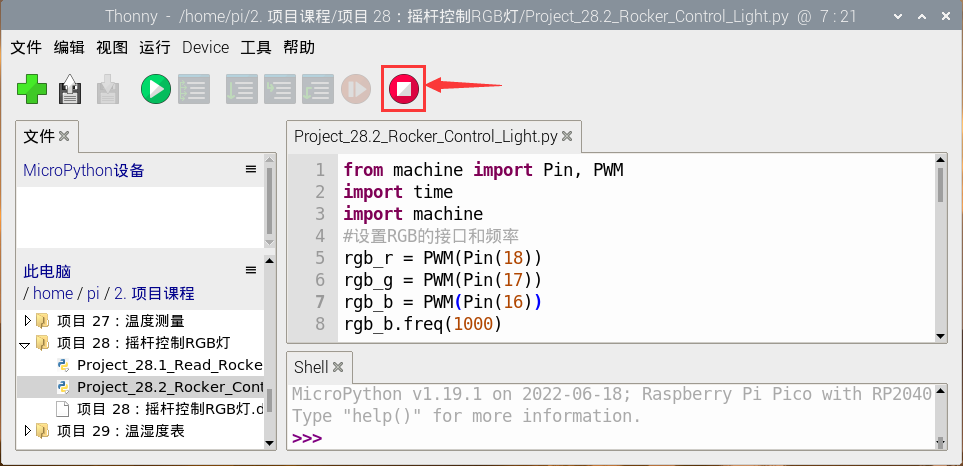 Thonny - /home/pi/2. 项目课程/项目 28：摇杆控制RGB灯/Project_28.2_Rocker_Control_Light.py @ 7 : 21
文件 编辑 视图 运行 Device 工具 帮助
文件
MicroPython设备
此电脑
/ home / pi / 2. 项目课程
项目 27：温度测量
项目 28：摇杆控制RGB灯
Project_28.1_Read_Rocke
Project_28.2_Rocker_Cont
项目 28：摇杆控制RGB灯.d
项目 29：温湿度表
Project_28.2_Rocker_Control_Light.py
1 from machine import Pin, PWM
2 import time
3 import machine
4 #设置RGB的接口和频率
5 rgb_r = PWM(Pin(18))
6 rgb_g = PWM(Pin(17))
7 rgb_b = PWM(Pin(16))
8 rgb_b.freq(1000)
Shell
MicroPython v1.19.1 on 2022-06-18; Raspberry Pi Pico with RP2040
Type "help()" for more information.
>>>